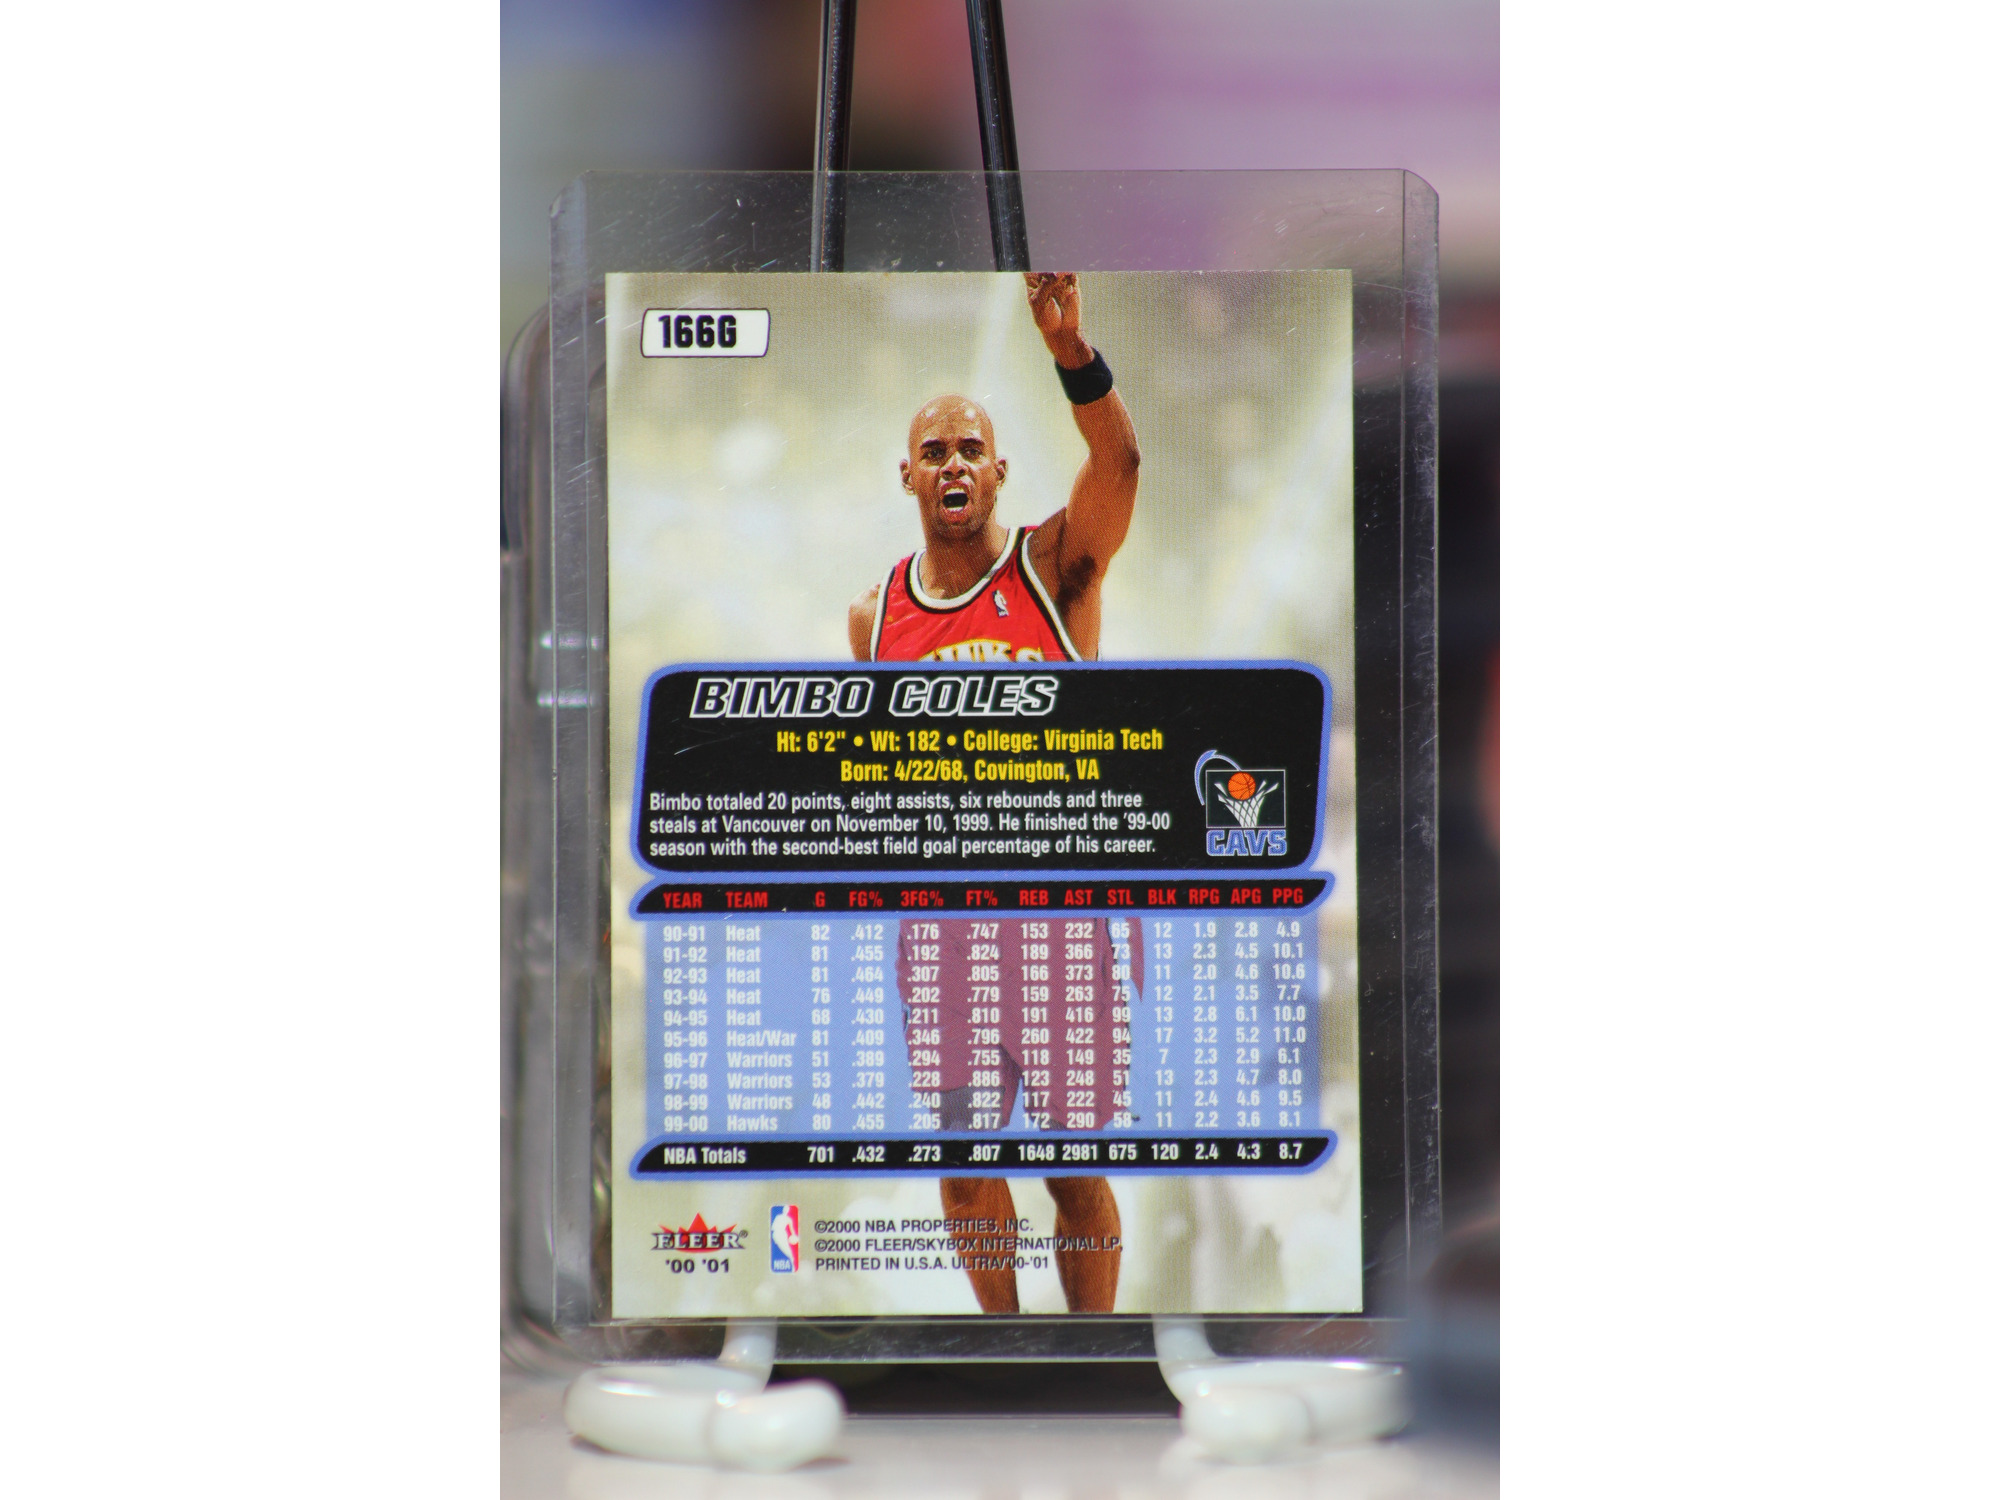 166G
HAWKS
BIMBO COLES
Ht: 6'2" • Wt: 182 • College: Virginia Tech
Born: 4/22/68, Covington, VA
Bimbo totaled 20 points, eight assists, six rebounds and three
steals at Vancouver on November 10, 1999. He finished the '99-00
season with the second-best field goal percentage of his career.
CAVS
YEAR TEAM G FG% 3FG% FT% REB AST STL BLK RPG APG PPG
90-91 Heat 82 .412 .176 .747 153 232 65 12 1.9 2.8 4.9
91-92 Heat 81 .455 .192 .824 189 366 73 13 2.3 4.5 10.1
92-93 Heat 81 .464 .307 .805 166 373 80 11 2.0 4.6 10.6
93-94 Heat 76 .449 .202 .779 159 263 75 12 2.1 3.5 7.7
94-95 Heat 68 .430 .211 .810 191 416 99 13 2.8 6.1 10.0
95-96 Heat/War 81 .409 .346 .796 260 422 94 17 3.2 5.2 11.0
96-97 Warriors 51 .389 .294 .755 118 149 35 7 2.3 2.9 6.1
97-98 Warriors 53 .379 .228 .886 123 248 51 13 2.3 4.7 8.0
98-99 Warriors 48 .442 .240 .822 117 222 45 11 2.4 4.6 9.5
99-00 Hawks 80 .455 .205 .817 172 290 58 11 2.2 3.6 8.1
NBA Totals 701 .432 .273 .807 1648 2981 675 120 2.4 4.3 8.7
FLEER®
'00 '01
NBA
©2000 NBA PROPERTIES, INC.
©2000 FLEER/SKYBOX INTERNATIONAL LP,
PRINTED IN U.S.A. ULTRA/'00-'01